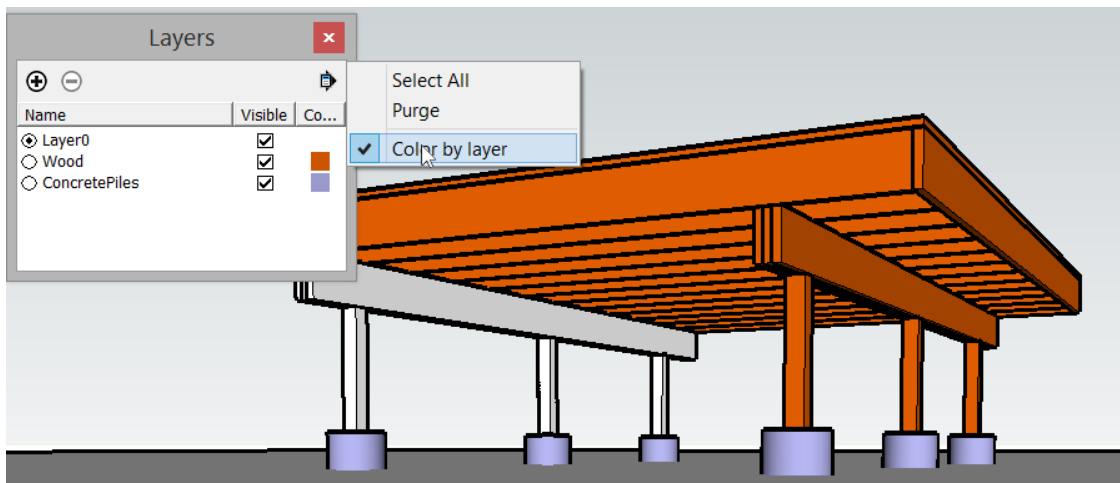 Layers
Select All
Purge
Color by layer
Name Visible Co...
Layer0
Wood
ConcretePiles